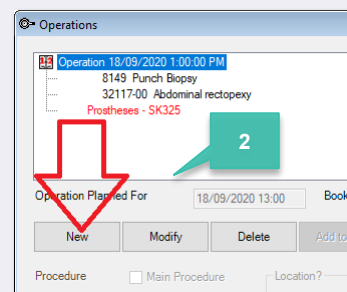 Operations
Operation 18/09/2020 1:00:00 PM
8149 Punch Biopsy
32117-00 Abdominal rectopexy
Prostheses - SK325
2
Operation Planned For 18/09/2020 13:00 Book
New Modify Delete Add to
Procedure Main Procedure Location?